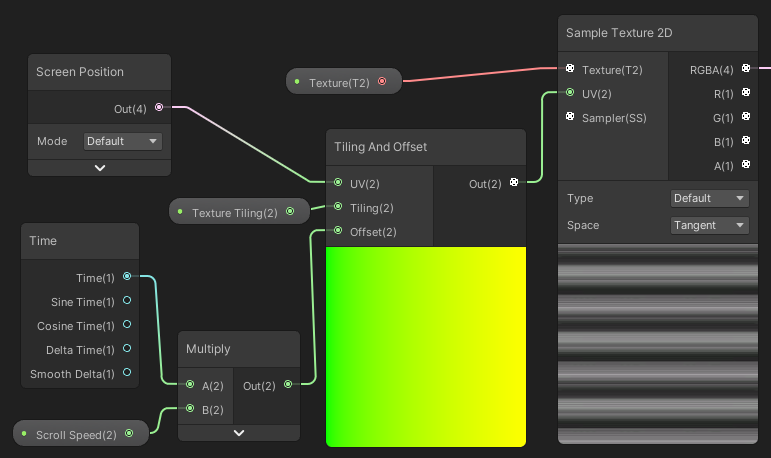 Screen Position
Out(4)
Mode Default
Texture(T2)
Sample Texture 2D
Texture(T2) RGBA(4)
UV(2) R(1)
Sampler(SS) G(1)
B(1)
A(1)
Type Default
Space Tangent
Tiling And Offset
UV(2) Out(2)
Tiling(2)
Offset(2)
Texture Tiling(2)
Time
Time(1)
Sine Time(1)
Cosine Time(1)
Delta Time(1)
Smooth Delta(1)
Multiply
A(2) Out(2)
B(2)
Scroll Speed(2)